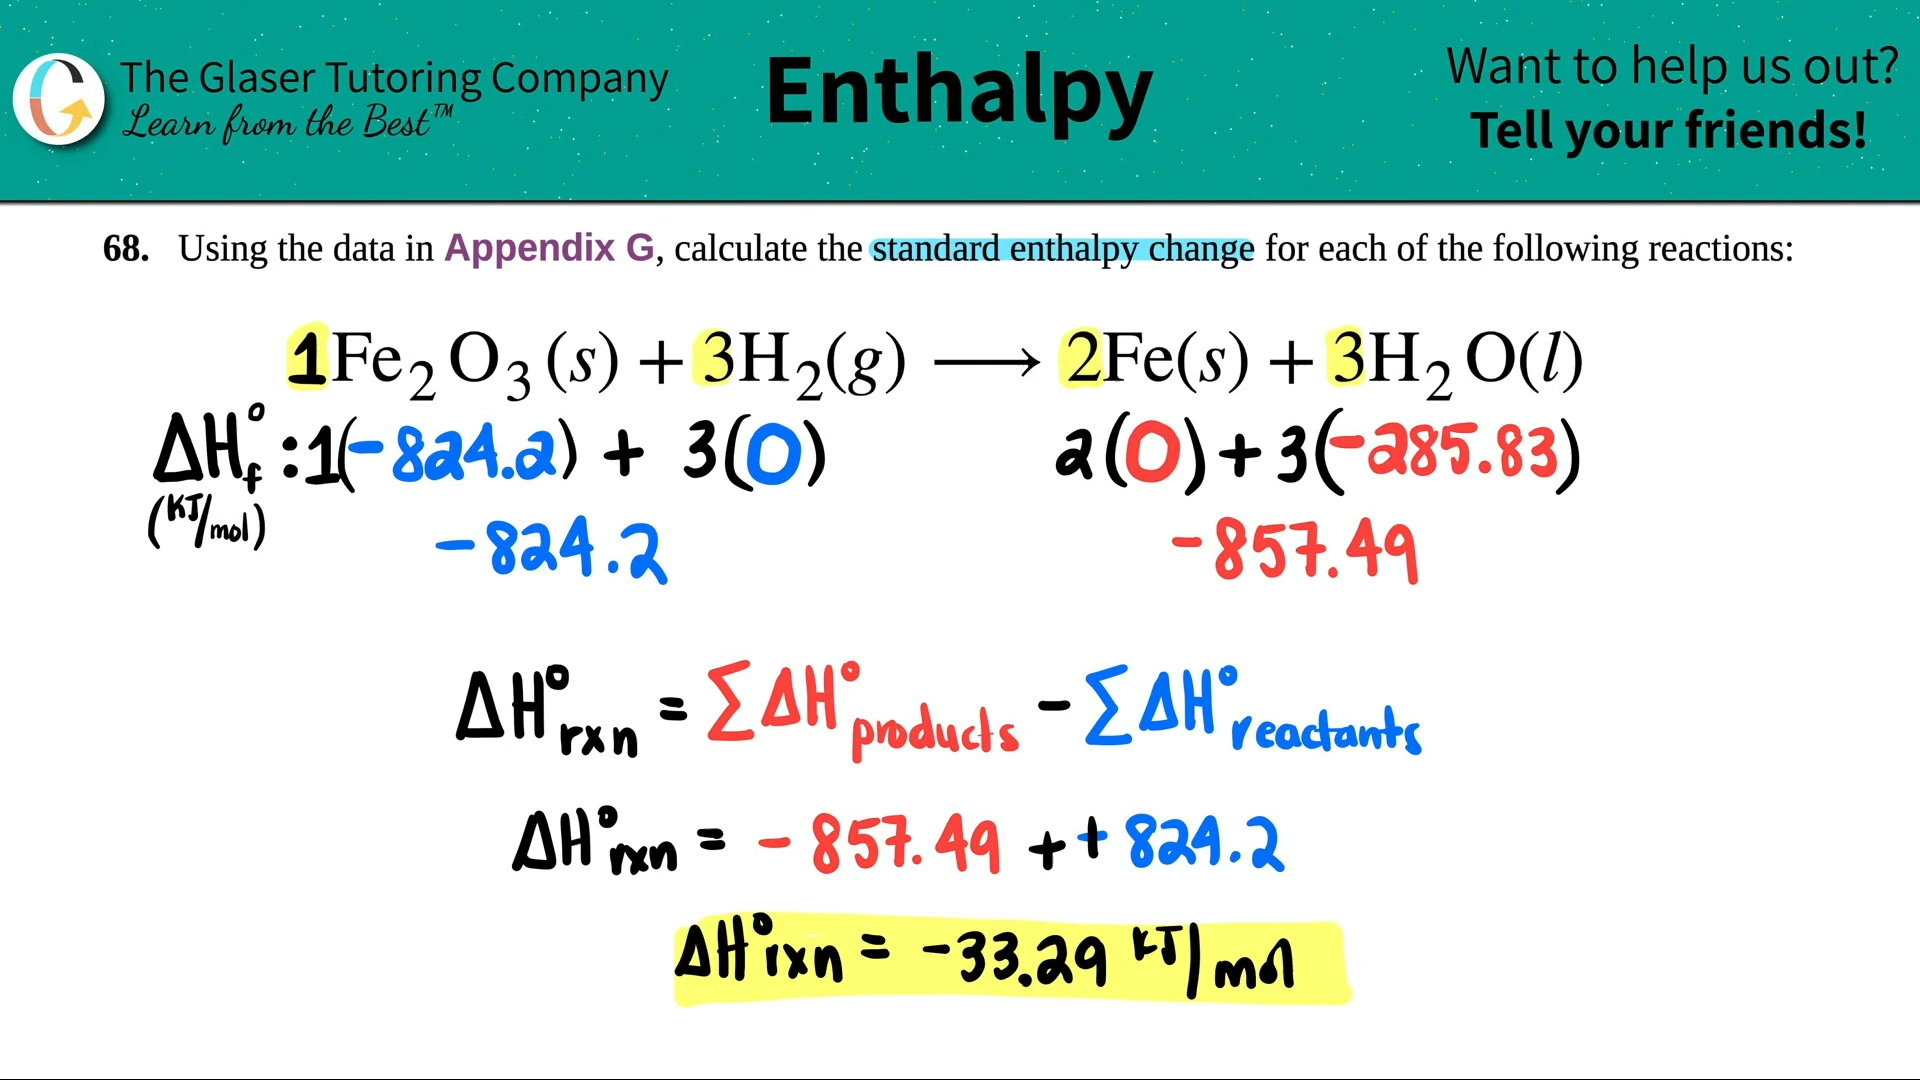 The Glaser Tutoring Company
Learn from the Best™
Enthalpy
Want to help us out?
Tell your friends!
68. Using the data in Appendix G, calculate the standard enthalpy change for each of the following reactions:
1Fe₂O₃(s) + 3H₂(g) ⟶ 2Fe(s) + 3H₂O(l)
ΔH°f : 1(-824.2) + 3(0) 2(0) + 3(-285.83)
(KJ/mol)
-824.2 -857.49
ΔH°rxn = ΣΔH°products - ΣΔH°reactants
ΔH°rxn = -857.49 + + 824.2
ΔH°rxn = -33.29 KJ/mol